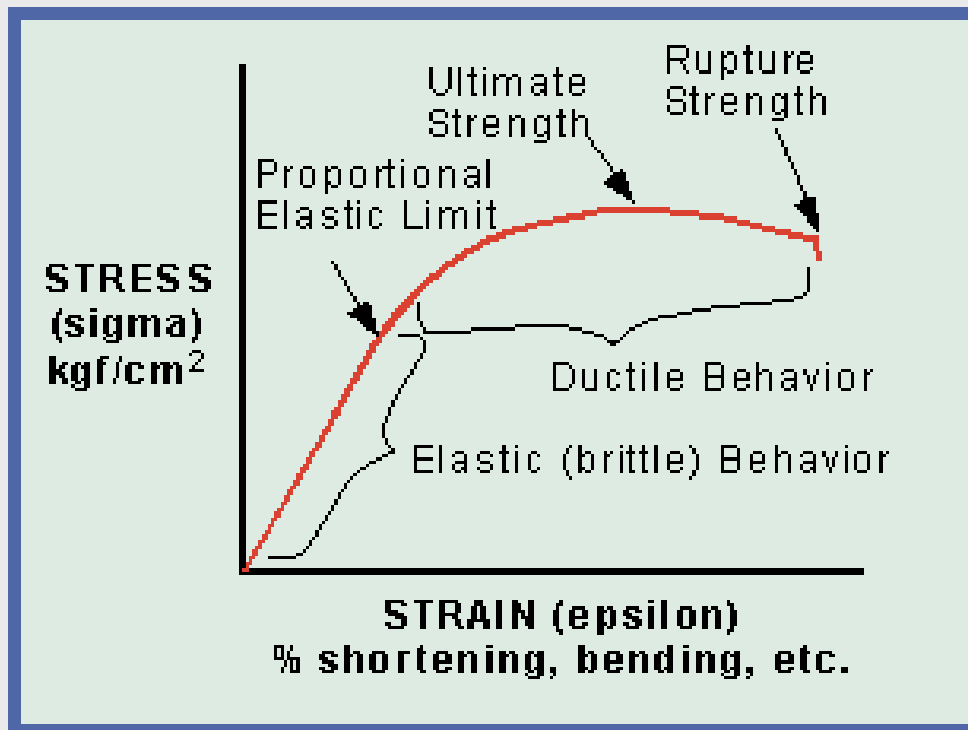 Ultimate
Strength
Rupture
Strength
Proportional
Elastic Limit
STRESS
(sigma)
kgf/cm²
Ductile Behavior
Elastic (brittle) Behavior
STRAIN (epsilon)
% shortening, bending, etc.